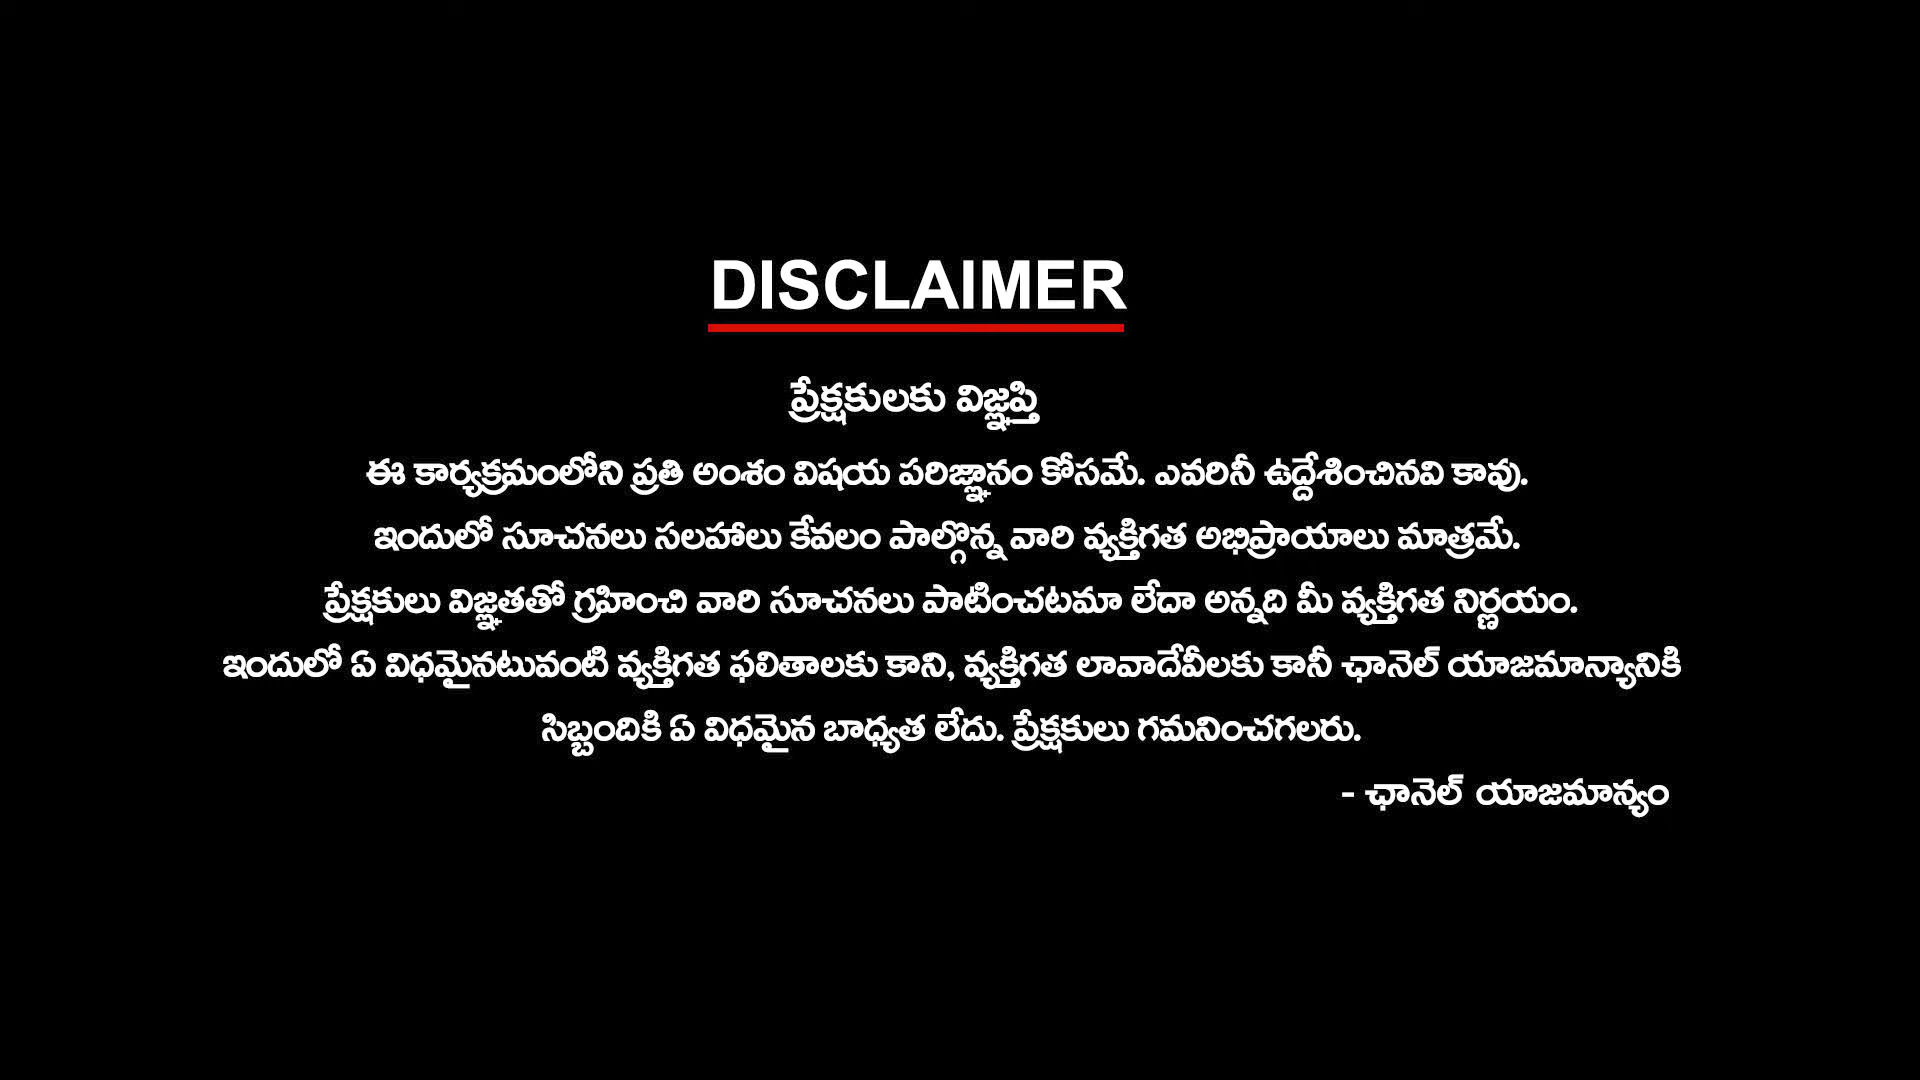 DISCLAIMER
ప్రేక్షకులకు విజ్ఞప్తి
ఈ కార్యక్రమంలోని ప్రతి అంశం విషయ పరిజ్ఞానం కోసమే. ఎవరినీ ఉద్దేశించినవి కావు.
ఇందులో సూచనలు సలహాలు కేవలం పాల్గొన్న వారి వ్యక్తిగత అభిప్రాయాలు మాత్రమే.
ప్రేక్షకులు విజ్ఞతతో గ్రహించి వారి సూచనలు పాటించటమా లేదా అన్నది మీ వ్యక్తిగత నిర్ణయం.
ఇందులో ఏ విధమైనటువంటి వ్యక్తిగత ఫలితాలకు కాని, వ్యక్తిగత లావాదేవీలకు కానీ ఛానెల్ యాజమాన్యానికి
సిబ్బందికి ఏ విధమైన బాధ్యత లేదు. ప్రేక్షకులు గమనించగలరు.
- ఛానెల్ యాజమాన్యం